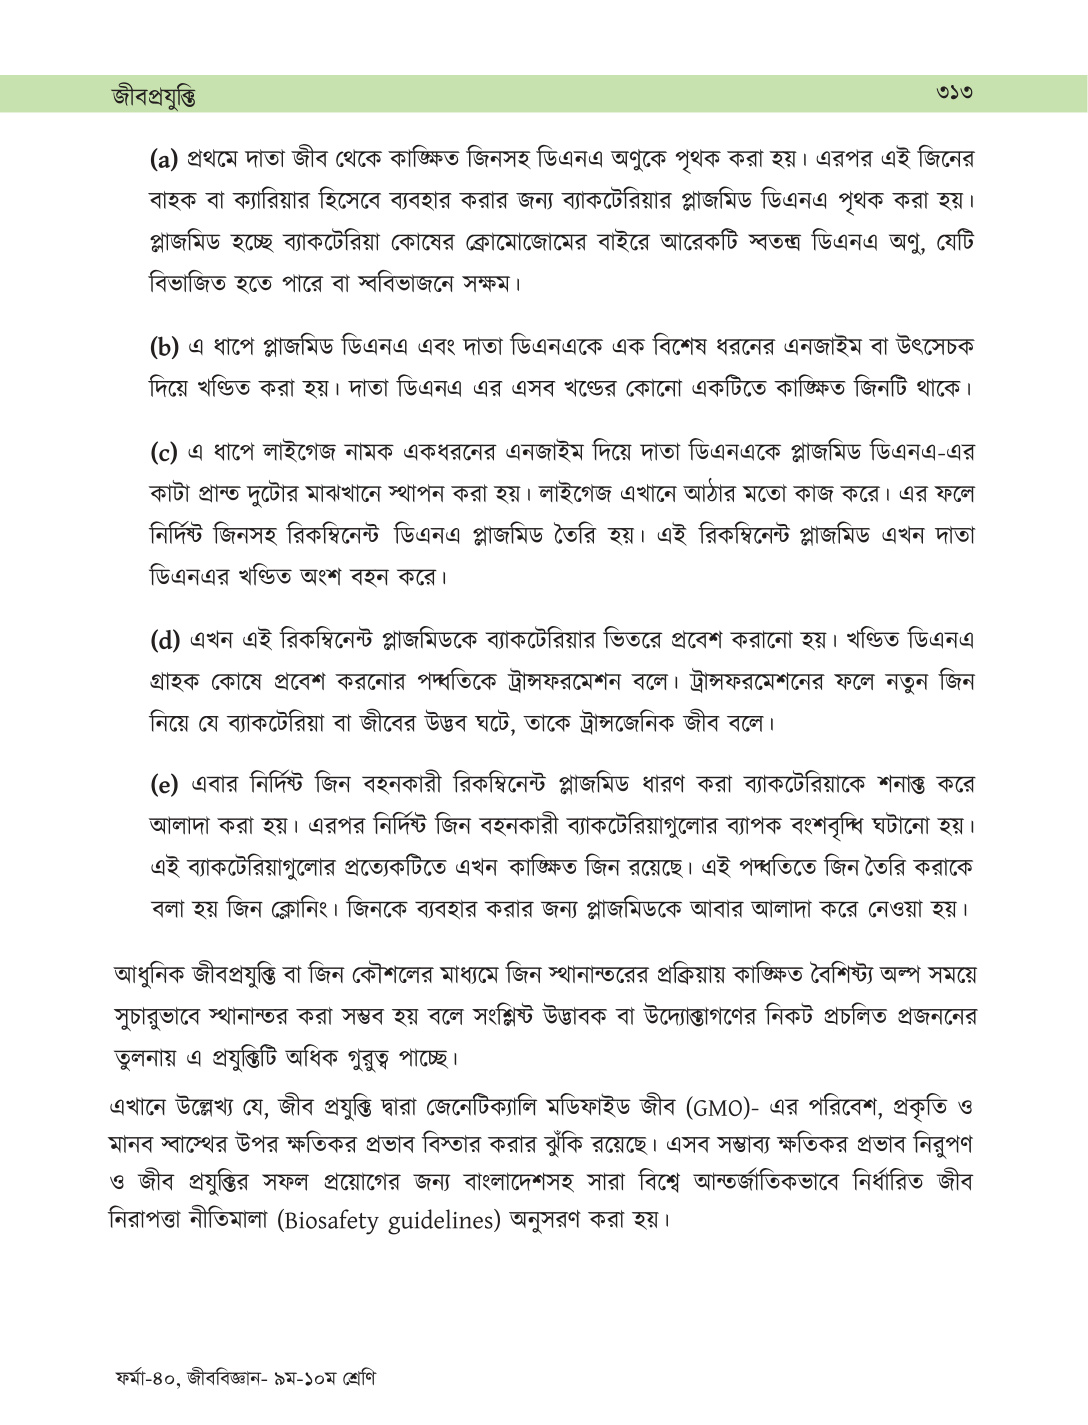 জীবপ্রযুক্তি
৩১৩
(a) প্রথমে দাতা জীব থেকে কাঙ্ক্ষিত জিনসহ ডিএনএ অণুকে পৃথক করা হয়। এরপর এই জিনের
বাহক বা ক্যারিয়ার হিসেবে ব্যবহার করার জন্য ব্যাকটেরিয়ার প্লাজমিড ডিএনএ পৃথক করা হয়।
প্লাজমিড হচ্ছে ব্যাকটেরিয়া কোষের ক্রোমোজোমের বাইরে আরেকটি স্বতন্ত্র ডিএনএ অণু, যেটি
বিভাজিত হতে পারে বা স্ববিভাজনে সক্ষম।
(b) এ ধাপে প্লাজমিড ডিএনএ এবং দাতা ডিএনএকে এক বিশেষ ধরনের এনজাইম বা উৎসেচক
দিয়ে খণ্ডিত করা হয়। দাতা ডিএনএ এর এসব খণ্ডের কোনো একটিতে কাঙ্ক্ষিত জিনটি থাকে।
(c) এ ধাপে লাইগেজ নামক একধরনের এনজাইম দিয়ে দাতা ডিএনএকে প্লাজমিড ডিএনএ-এর
কাটা প্রান্ত দুটোর মাঝখানে স্থাপন করা হয়। লাইগেজ এখানে আঠার মতো কাজ করে। এর ফলে
নির্দিষ্ট জিনসহ রিকম্বিনেন্ট ডিএনএ প্লাজমিড তৈরি হয়। এই রিকম্বিনেন্ট প্লাজমিড এখন দাতা
ডিএনএর খণ্ডিত অংশ বহন করে।
(d) এখন এই রিকম্বিনেন্ট প্লাজমিডকে ব্যাকটেরিয়ার ভিতরে প্রবেশ করানো হয়। খণ্ডিত ডিএনএ
গ্রাহক কোষে প্রবেশ করনোর পদ্ধতিকে ট্রান্সফরমেশন বলে। ট্রান্সফরমেশনের ফলে নতুন জিন
নিয়ে যে ব্যাকটেরিয়া বা জীবের উদ্ভব ঘটে, তাকে ট্রান্সজেনিক জীব বলে।
(e) এবার নির্দিষ্ট জিন বহনকারী রিকম্বিনেন্ট প্লাজমিড ধারণ করা ব্যাকটেরিয়াকে শনাক্ত করে
আলাদা করা হয়। এরপর নির্দিষ্ট জিন বহনকারী ব্যাকটেরিয়াগুলোর ব্যাপক বংশবৃদ্ধি ঘটানো হয়।
এই ব্যাকটেরিয়াগুলোর প্রত্যেকটিতে এখন কাঙ্ক্ষিত জিন রয়েছে। এই পদ্ধতিতে জিন তৈরি করাকে
বলা হয় জিন ক্লোনিং। জিনকে ব্যবহার করার জন্য প্লাজমিডকে আবার আলাদা করে নেওয়া হয়।
আধুনিক জীবপ্রযুক্তি বা জিন কৌশলের মাধ্যমে জিন স্থানান্তরের প্রক্রিয়ায় কাঙ্ক্ষিত বৈশিষ্ট্য অল্প সময়ে
সুচারুভাবে স্থানান্তর করা সম্ভব হয় বলে সংশ্লিষ্ট উদ্ভাবক বা উদ্যোক্তাগণের নিকট প্রচলিত প্রজননের
তুলনায় এ প্রযুক্তিটি অধিক গুরুত্ব পাচ্ছে।
এখানে উল্লেখ্য যে, জীব প্রযুক্তি দ্বারা জেনেটিক্যালি মডিফাইড জীব (GMO)- এর পরিবেশ, প্রকৃতি ও
মানব স্বাস্থের উপর ক্ষতিকর প্রভাব বিস্তার করার ঝুঁকি রয়েছে। এসব সম্ভাব্য ক্ষতিকর প্রভাব নিরুপণ
ও জীব প্রযুক্তির সফল প্রয়োগের জন্য বাংলাদেশসহ সারা বিশ্বে আন্তর্জাতিকভাবে নির্ধারিত জীব
নিরাপত্তা নীতিমালা (Biosafety guidelines) অনুসরণ করা হয়।
ফর্মা-৪০, জীববিজ্ঞান- ৯ম-১০ম শ্রেণি